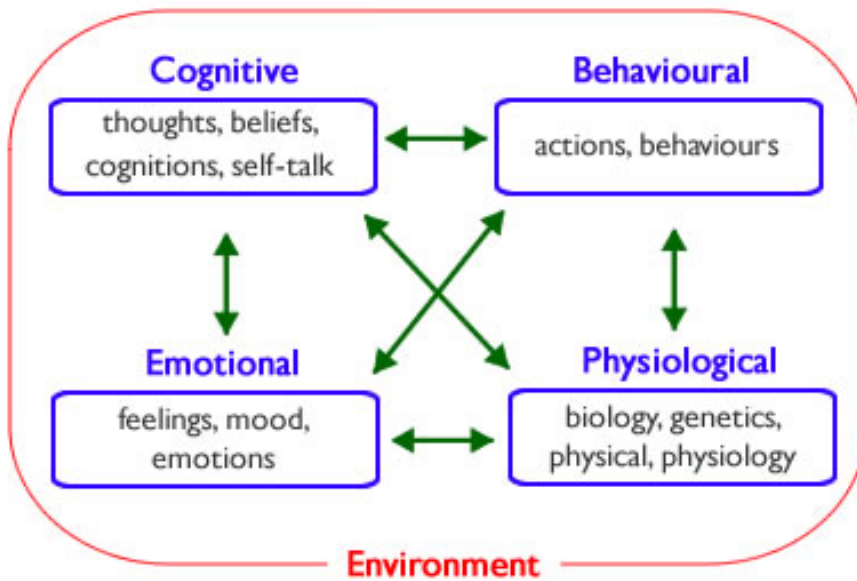 Cognitive
thoughts, beliefs,
cognitions, self-talk
Behavioural
actions, behaviours
Emotional
feelings, mood,
emotions
Physiological
biology, genetics,
physical, physiology
Environment